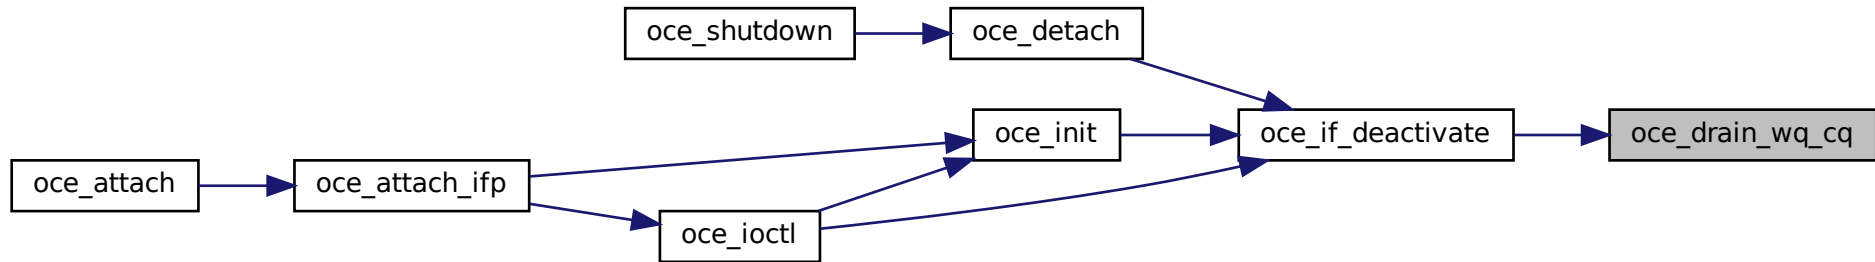 oce_shutdown
oce_detach
oce_init
oce_if_deactivate
oce_drain_wq_cq
oce_attach
oce_attach_ifp
oce_ioctl